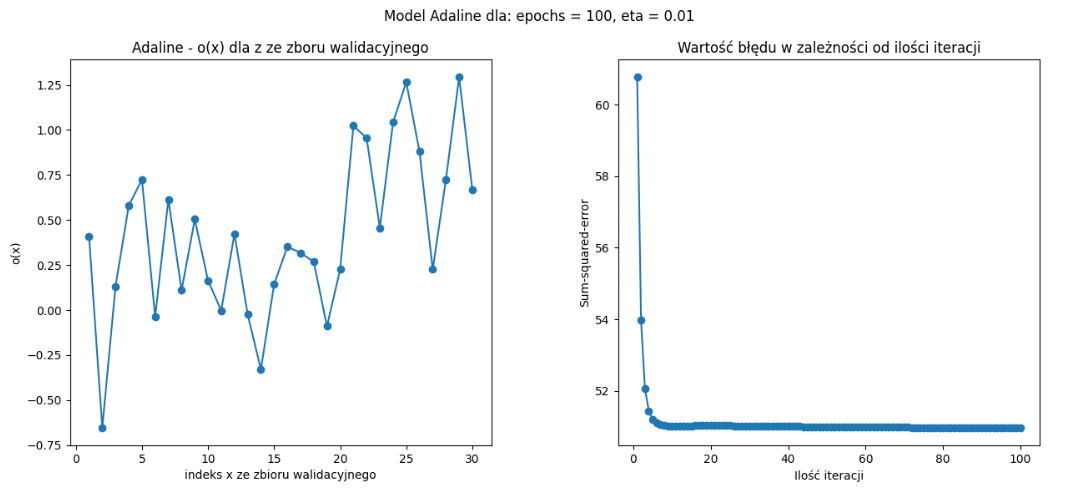 Model Adaline dla: epochs = 100, eta = 0.01
Adaline - o(x) dla z ze zboru walidacyjnego
1.25
1.00
0.75
0.50
0.25
0.00
−0.25
−0.50
−0.75
o(x)
0 5 10 15 20 25 30
indeks x ze zbioru walidacyjnego
Wartość błędu w zależności od ilości iteracji
60
58
56
54
52
Sum-squared-error
0 20 40 60 80 100
Ilość iteracji